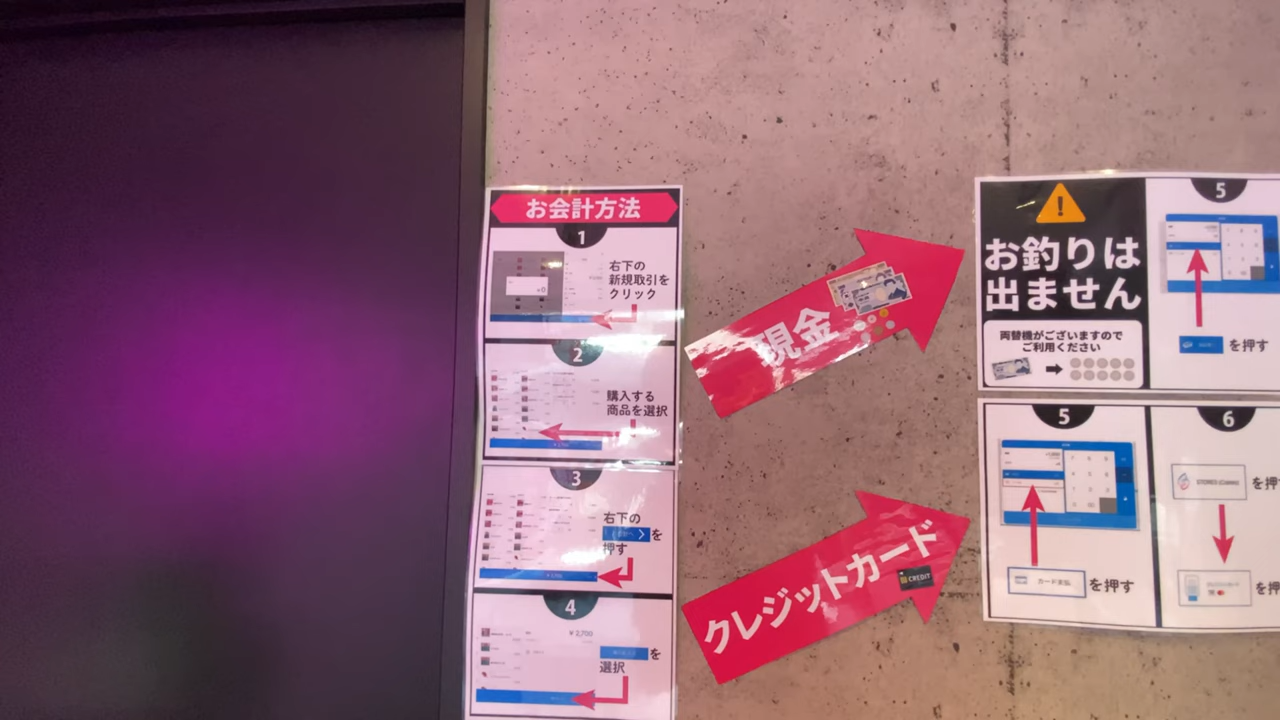 お会計方法
1
右下の
新規取引を
クリック
2
購入する
商品を選択
3
右下の
を
押す
4
¥2,700
を
選択
現金
クレジットカード
CREDIT
!
お釣りは
出ません
両替機がございますので
ご利用ください
5
を押す
5
カード支払
を押す
6
を押
を押